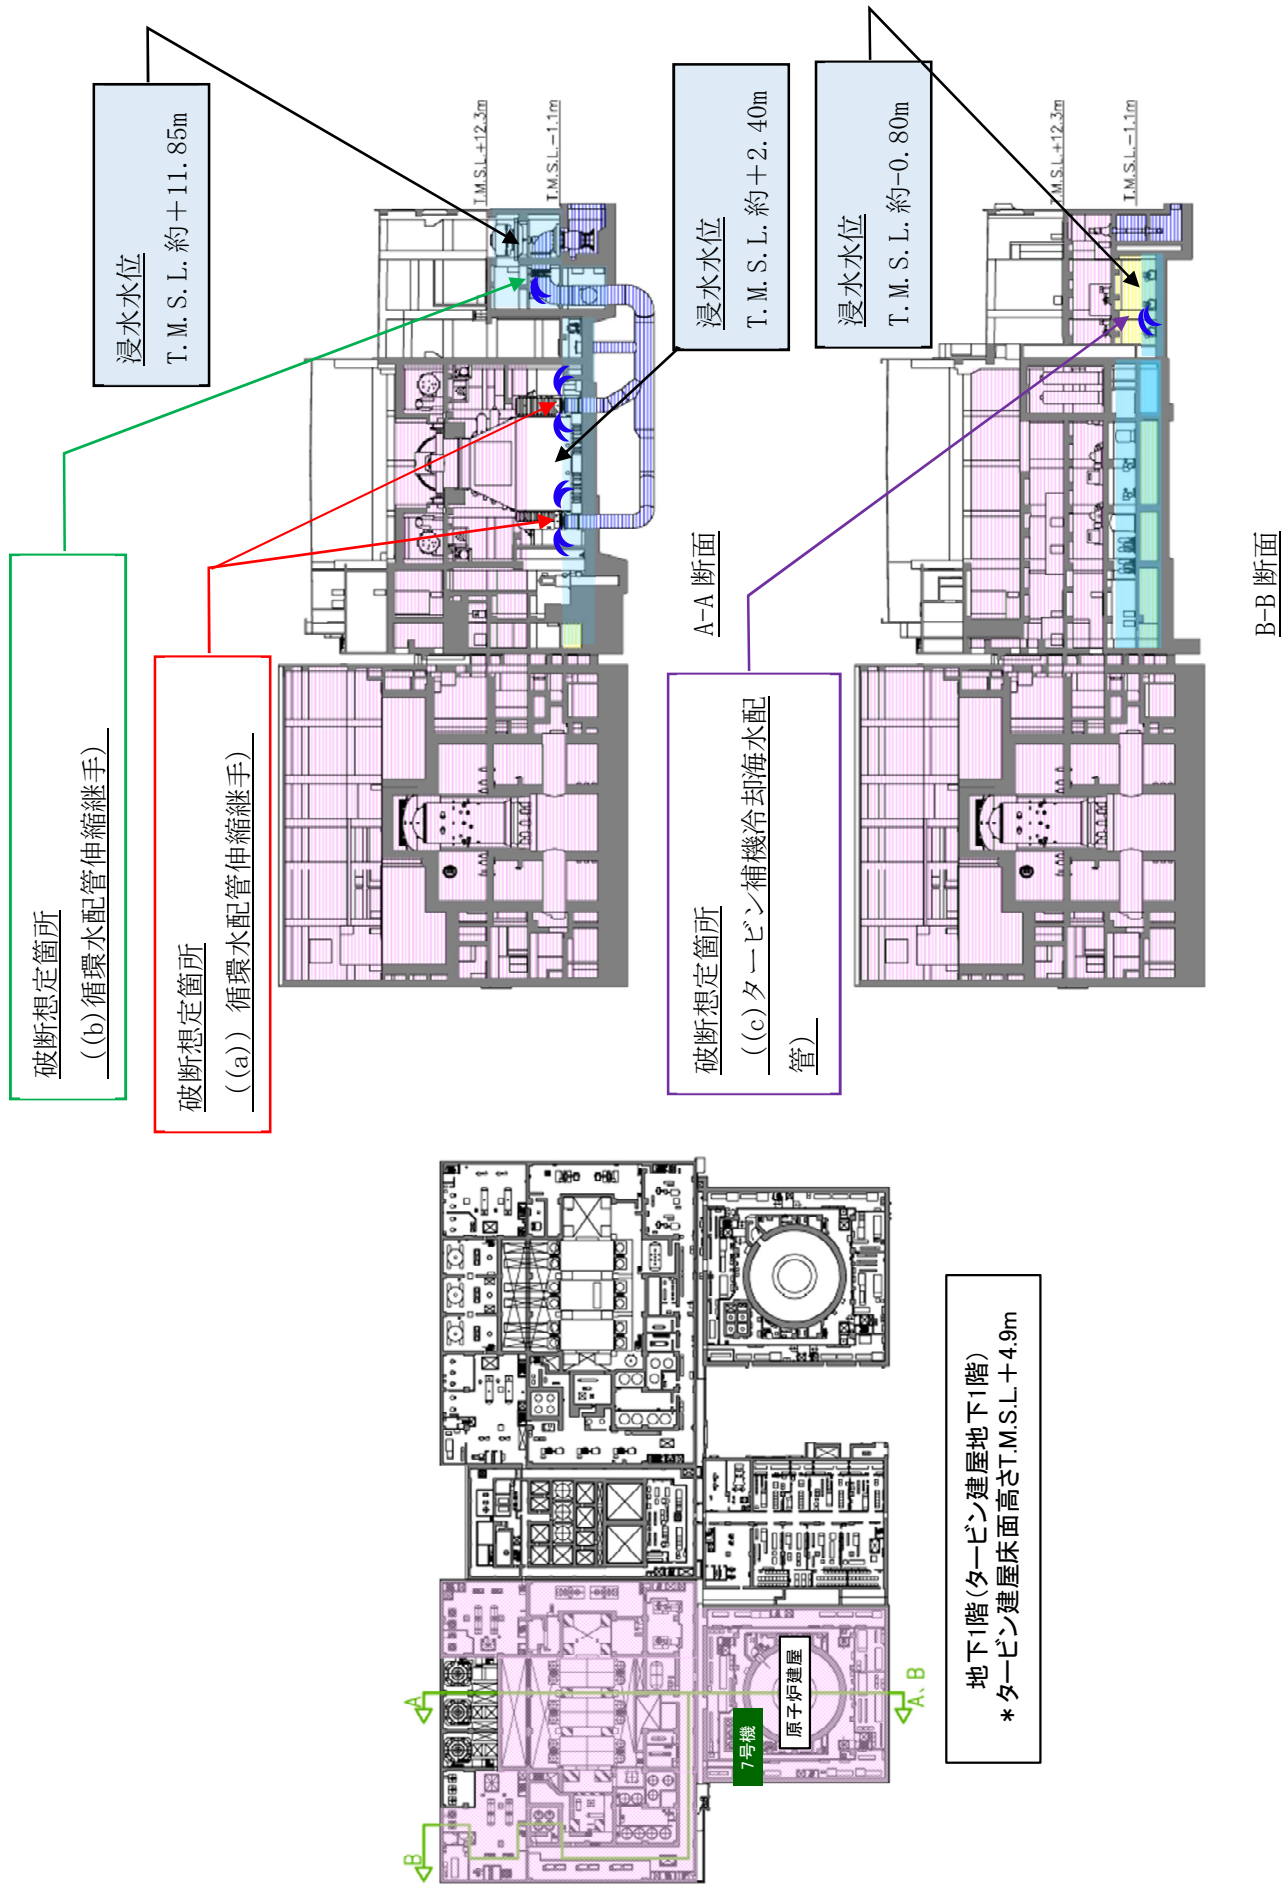 破断想定箇所
((b)循環水配管伸縮継手)
破断想定箇所
((a)) 循環水配管伸縮継手)
浸水水位
T.M.S.L.約＋11.85m
T.M.S.L.+12.3m
T.M.S.L.-1.1m
浸水水位
T.M.S.L.約＋2.40m
A-A 断面
破断想定箇所
((c)タービン補機冷却海水配
管)
浸水水位
T.M.S.L.約-0.80m
T.M.S.L.+12.3m
T.M.S.L.-1.1m
B-B 断面
A
B
A、B
7号機
原子炉建屋
地下1階(タービン建屋地下1階)
＊タービン建屋床面高さT.M.S.L.＋4.9m